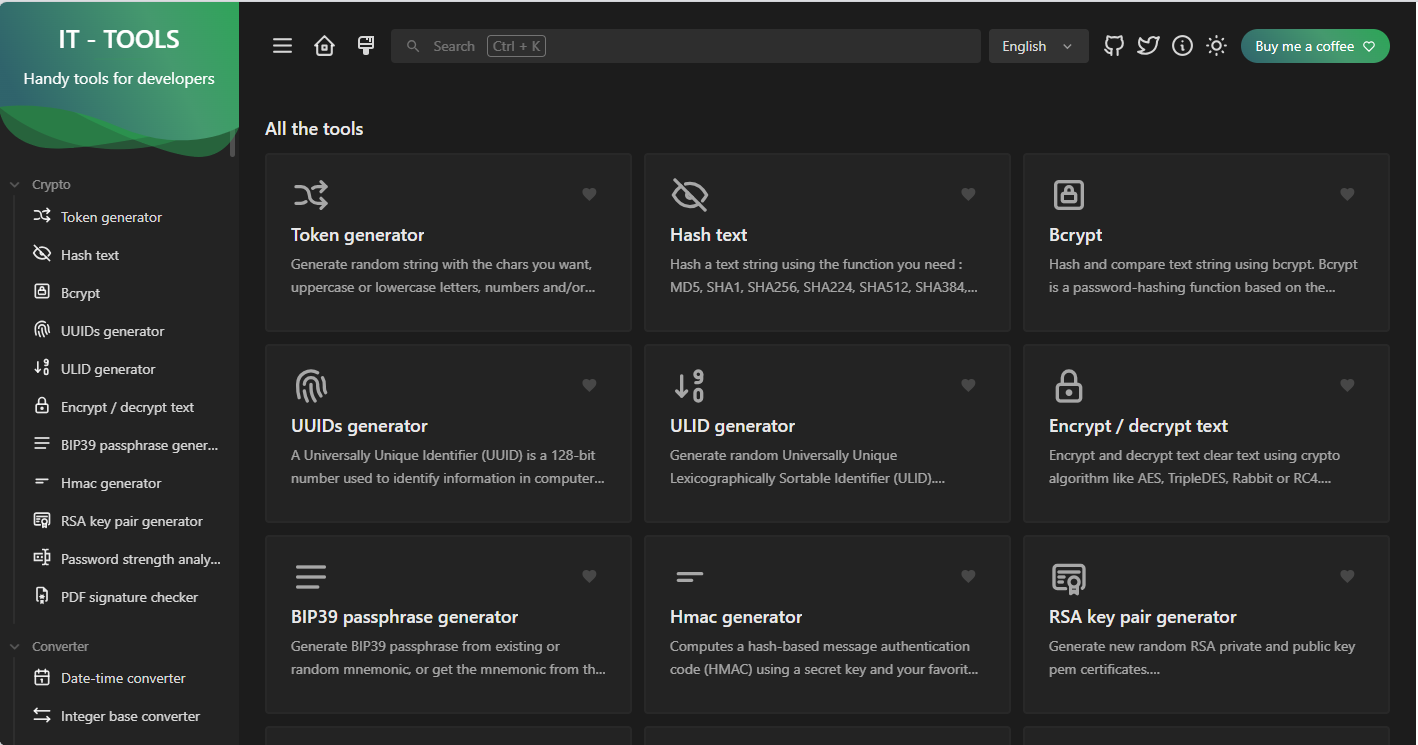 IT - TOOLS
Handy tools for developers
Crypto
Token generator
Hash text
Bcrypt
UUIDs generator
ULID generator
Encrypt / decrypt text
BIP39 passphrase gener...
Hmac generator
RSA key pair generator
Password strength analy...
PDF signature checker
Converter
Date-time converter
Integer base converter
Search Ctrl + K
English
Buy me a coffee
All the tools
Token generator
Generate random string with the chars you want,
uppercase or lowercase letters, numbers and/or...
Hash text
Hash a text string using the function you need :
MD5, SHA1, SHA256, SHA224, SHA512, SHA384,...
Bcrypt
Hash and compare text string using bcrypt. Bcrypt
is a password-hashing function based on the...
UUIDs generator
A Universally Unique Identifier (UUID) is a 128-bit
number used to identify information in computer...
ULID generator
Generate random Universally Unique
Lexicographically Sortable Identifier (ULID)....
Encrypt / decrypt text
Encrypt and decrypt text clear text using crypto
algorithm like AES, TripleDES, Rabbit or RC4....
BIP39 passphrase generator
Generate BIP39 passphrase from existing or
random mnemonic, or get the mnemonic from th...
Hmac generator
Computes a hash-based message authentication
code (HMAC) using a secret key and your favorit...
RSA key pair generator
Generate new random RSA private and public key
pem certificates....